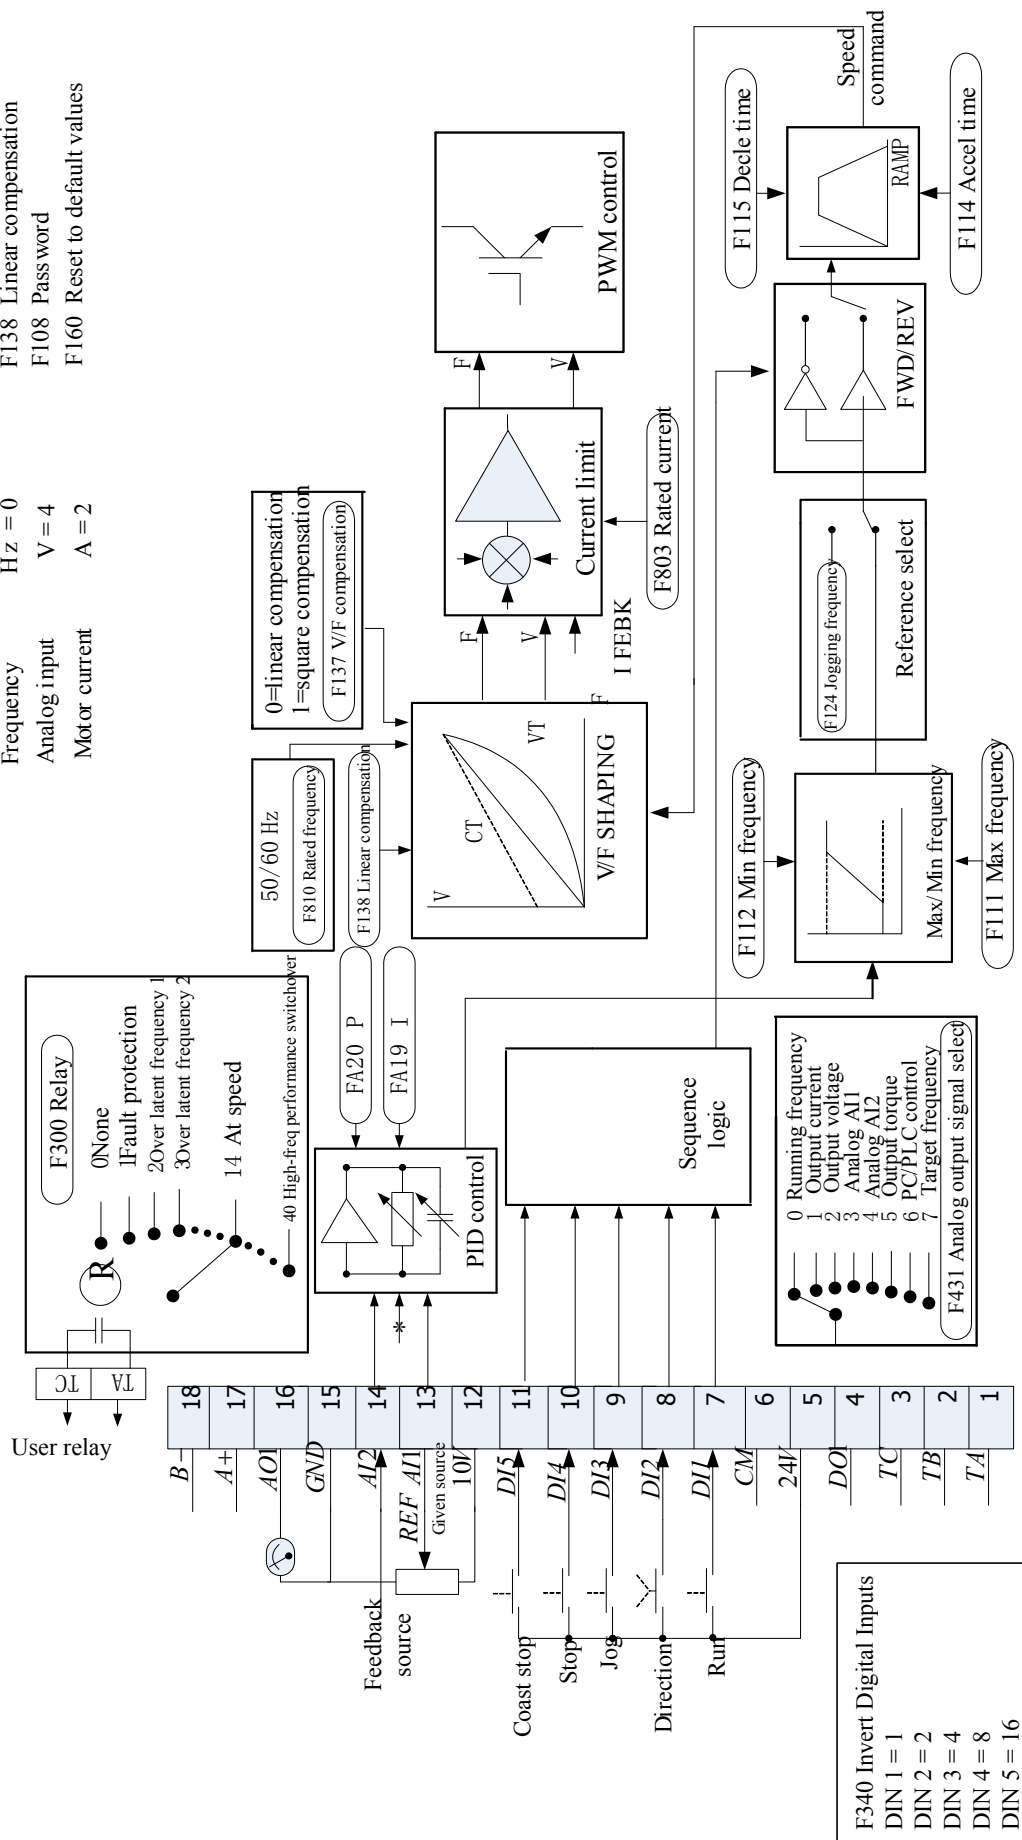 Frequency Hz = 0
Analog input V = 4
Motor current A = 2
F138 Linear compensation
F108 Password
F160 Reset to default values
F300 Relay
R
0None
1Fault protection
2Over latent frequency 1
3Over latent frequency 2
14 At speed
40 High-freq performance switchover
TC
TA
User relay
50/60 Hz
F810 Rated frequency
F138 Linear compensation
0=linear compensation
1=square compensation
F137 V/F compensation
FA20 P
FA19 I
PID control
*
V
CT
VT
F
V/F SHAPING
F
V
I FEBK
Current limit
F803 Rated current
F
V
PWM control
Sequence
logic
F112 Min frequency
Max/Min frequency
F111 Max frequency
F124 Jogging frequency
Reference select
FWD/REV
F115 Decle time
RAMP
F114 Accel time
Speed
command
0 Running frequency
1 Output current
2 Output voltage
3 Analog AI1
4 Analog AI2
5 Output torque
6 PC/PLC control
7 Target frequency
F431 Analog output signal select
18 B-
17 A+
16 AO1
15 GND
14 AI2
13 REF AI1
Given source
12 10V
11 DI5
10 DI4
9 DI3
8 DI2
7 DI1
6 CM
5 24V
4 DO1
3 TC
2 TB
1 TA
Feedback
source
Coast stop
Stop
Jog
Direction
Run
F340 Invert Digital Inputs
DIN 1 = 1
DIN 2 = 2
DIN 3 = 4
DIN 4 = 8
DIN 5 = 16